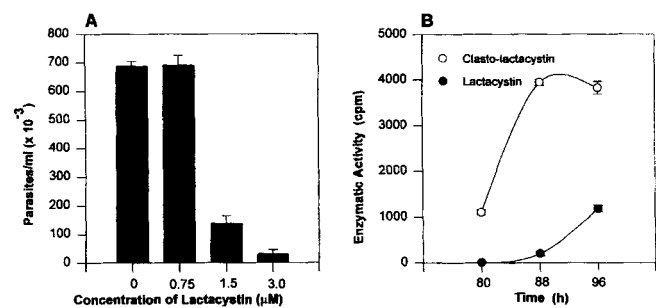 A
800
700
600
500
400
300
200
100
0
Parasites/ml (x 10⁻³)
0 0.75 1.5 3.0
Concentration of Lactacystin (μM)
B
Clasto-lactacystin
Lactacystin
5000
4000
3000
2000
1000
0
Enzymatic Activity (cpm)
80 88 96
Time (h)